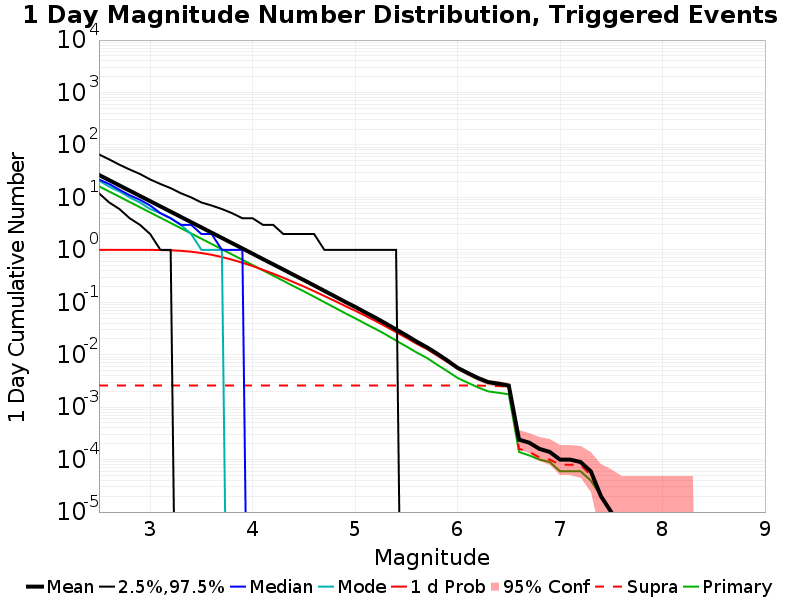 1 Day Magnitude Number Distribution, Triggered Events
1 Day Cumulative Number
10^4
10^3
10^2
10^1
10^0
10^-1
10^-2
10^-3
10^-4
10^-5
3 4 5 6 7 8 9
Magnitude
Mean 2.5%,97.5% Median Mode 1 d Prob 95% Conf Supra Primary